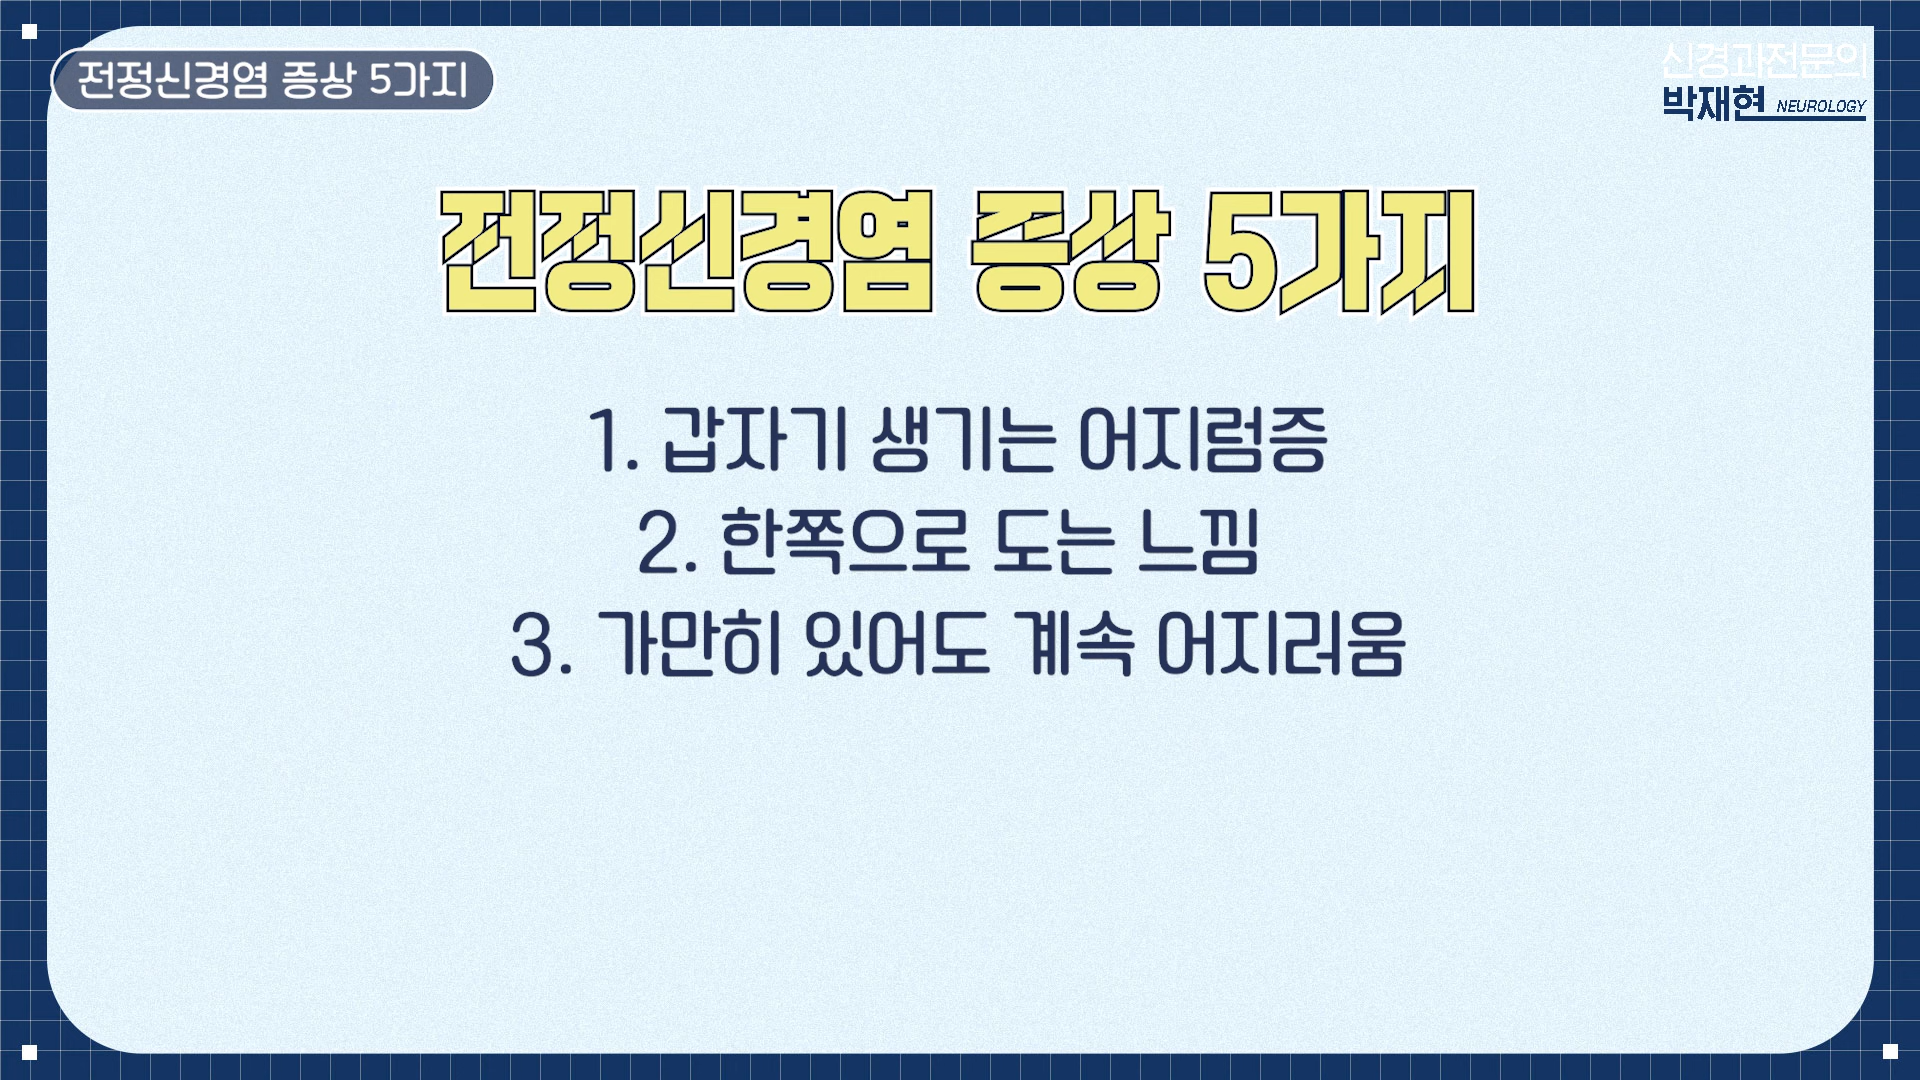 전정신경염 증상 5가지
신경과전문의
박재현 NEUROLOGY
전정신경염 증상 5가지
1. 갑자기 생기는 어지럼증
2. 한쪽으로 도는 느낌
3. 가만히 있어도 계속 어지러움